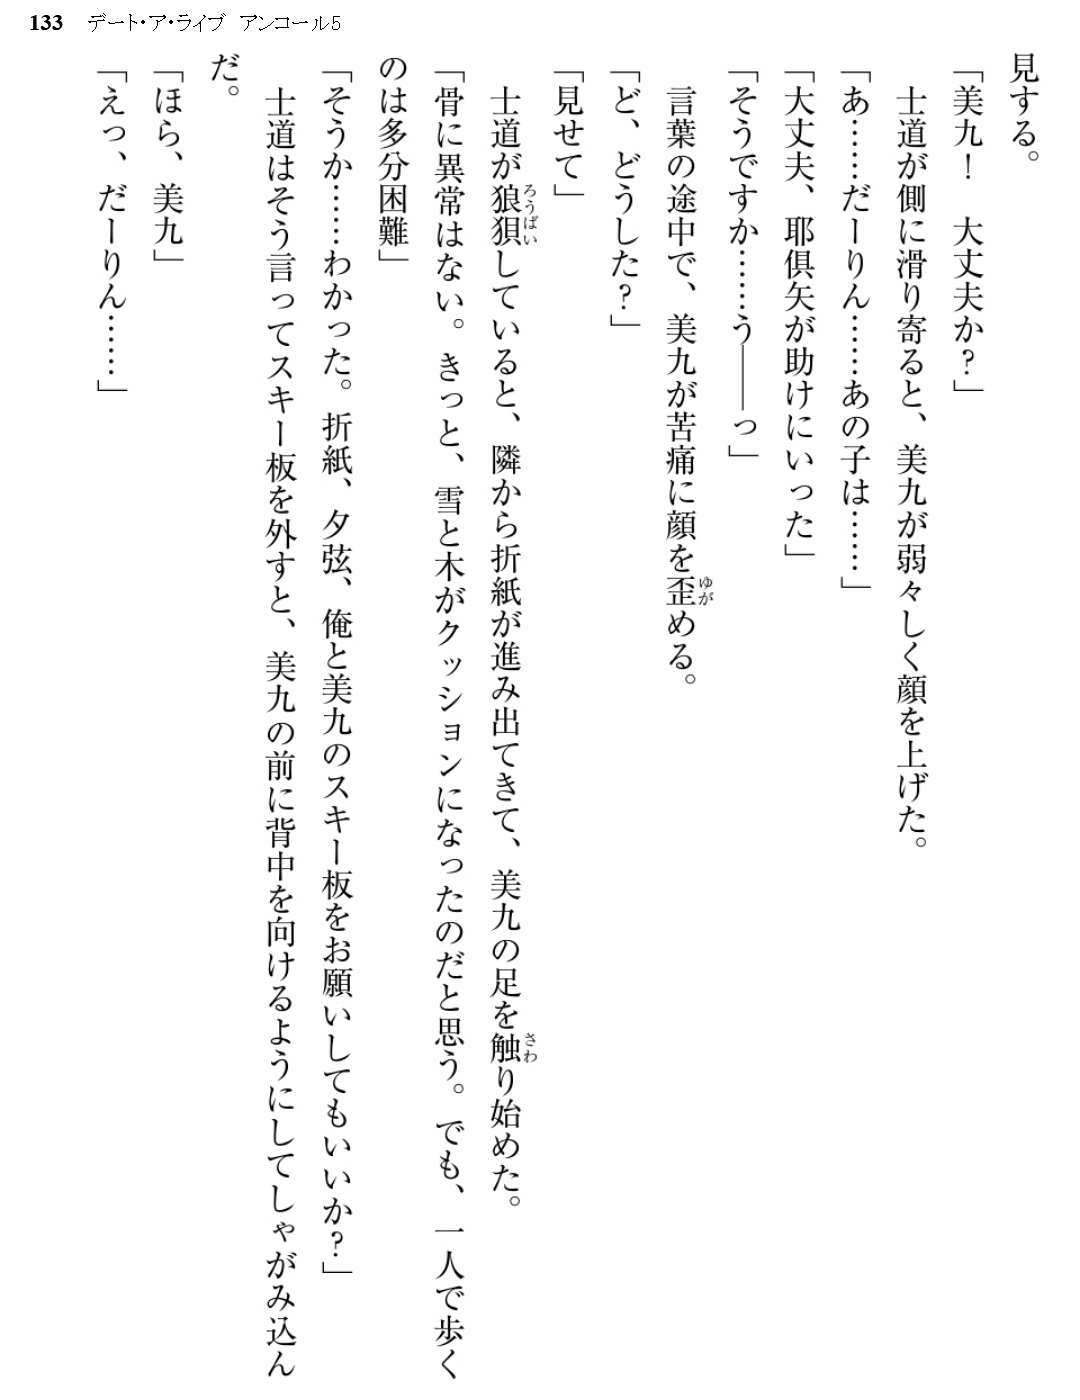 133 デート・ア・ライブ アンコール5
見する。
「美九！　大丈夫か？」
　士道が側に滑り寄ると、美九が弱々しく顔を上げた。
「あ……だーりん……あの子は……」
「大丈夫、耶倶矢が助けにいった」
「そうですか……う――っ」
　言葉の途中で、美九が苦痛に顔を歪める。
ゆが
「ど、どうした？」
「見せて」
　士道が狼狽していると、隣から折紙が進み出てきて、美九の足を触り始めた。
ろうばい
さわ
「骨に異常はない。きっと、雪と木がクッションになったのだと思う。でも、一人で歩く
のは多分困難」
「そうか……わかった。折紙、夕弦、俺と美九のスキー板をお願いしてもいいか？」
　士道はそう言ってスキー板を外すと、美九の前に背中を向けるようにしてしゃがみ込ん
だ。
「ほら、美九」
「えっ、だーりん……」